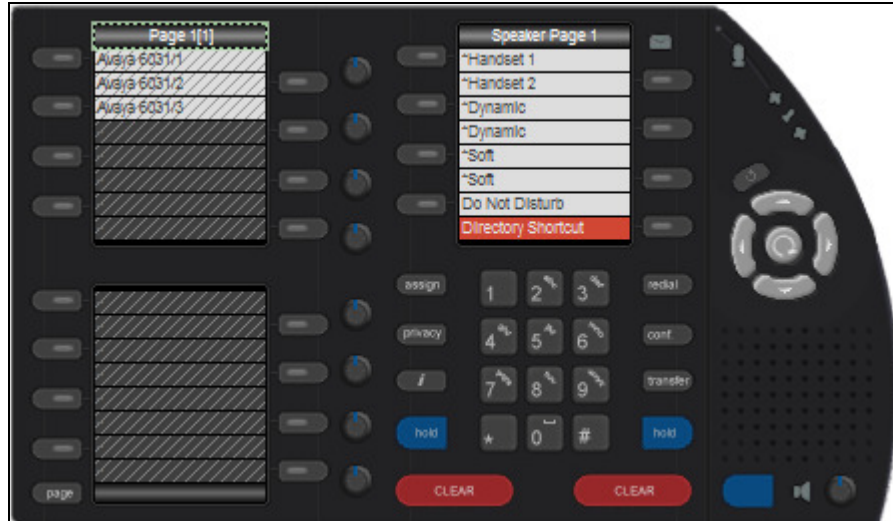 Page 1[1]
Avaya 6031/1
Avaya 6031/2
Avaya 6031/3
Speaker Page 1
*Handset 1
*Handset 2
*Dynamic
*Dynamic
*Soft
*Soft
Do Not Disturb
Directory Shortcut
assign
1
2
3
redial
privacy
4
5
6
conf.
i
7
8
9
transfer
hold
*
0
#
hold
page
CLEAR
CLEAR